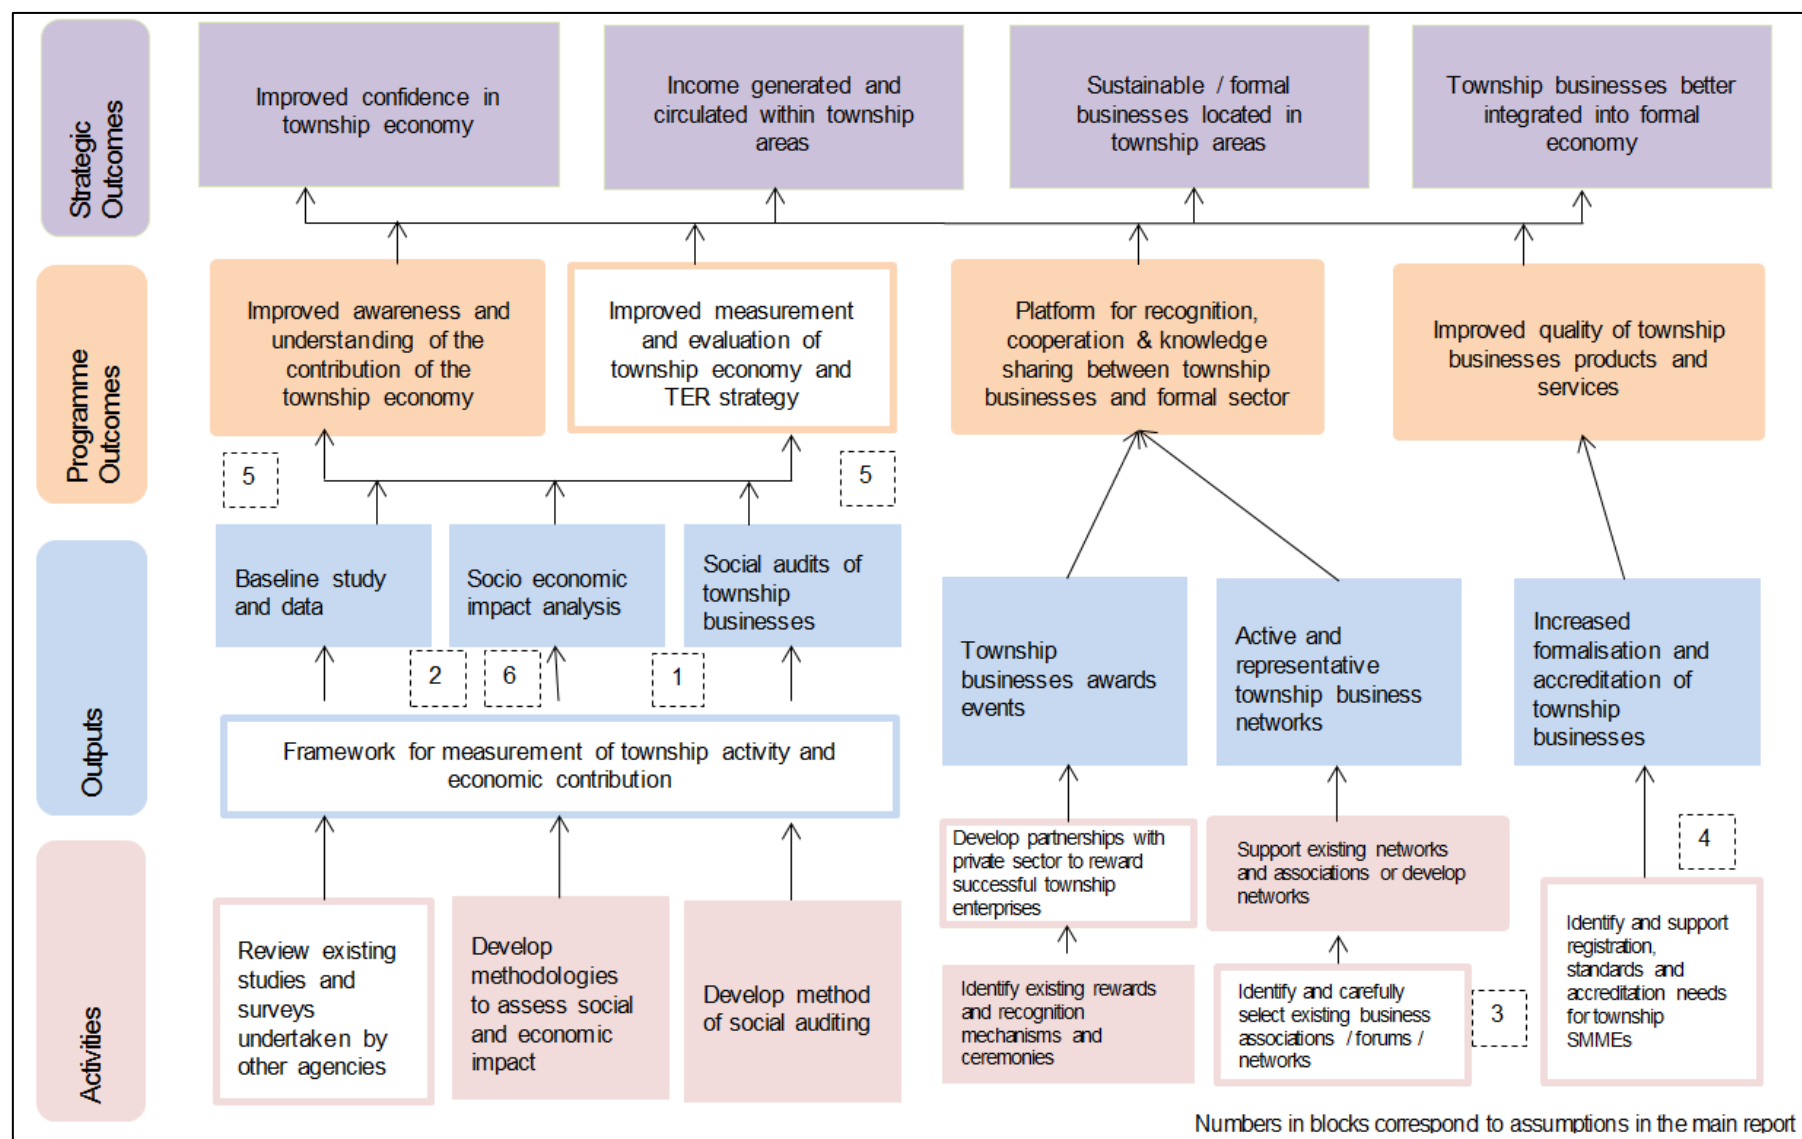 Strategic
Outcomes
Improved confidence in
township economy
Income generated and
circulated within township
areas
Sustainable / formal
businesses located in
township areas
Township businesses better
integrated into formal
economy
Programme
Outcomes
Improved awareness and
understanding of the
contribution of the
township economy
Improved measurement
and evaluation of
township economy and
TER strategy
Platform for recognition,
cooperation & knowledge
sharing between township
businesses and formal sector
Improved quality of township
businesses products and
services
5
5
Outputs
Baseline study
and data
Socio economic
impact analysis
Social audits of
township
businesses
Township
businesses awards
events
Active and
representative
township business
networks
Increased
formalisation and
accreditation of
township
businesses
2
6
1
Framework for measurement of township activity and
economic contribution
Activities
Review existing
studies and
surveys
undertaken by
other agencies
Develop
methodologies
to assess social
and economic
impact
Develop method
of social auditing
Develop partnerships with
private sector to reward
successful township
enterprises
Support existing networks
and associations or develop
networks
4
Identify existing rewards
and recognition
mechanisms and
ceremonies
Identify and carefully
select existing business
associations / forums /
networks
3
Identify and support
registration,
standards and
accreditation needs
for township
SMMEs
Numbers in blocks correspond to assumptions in the main report